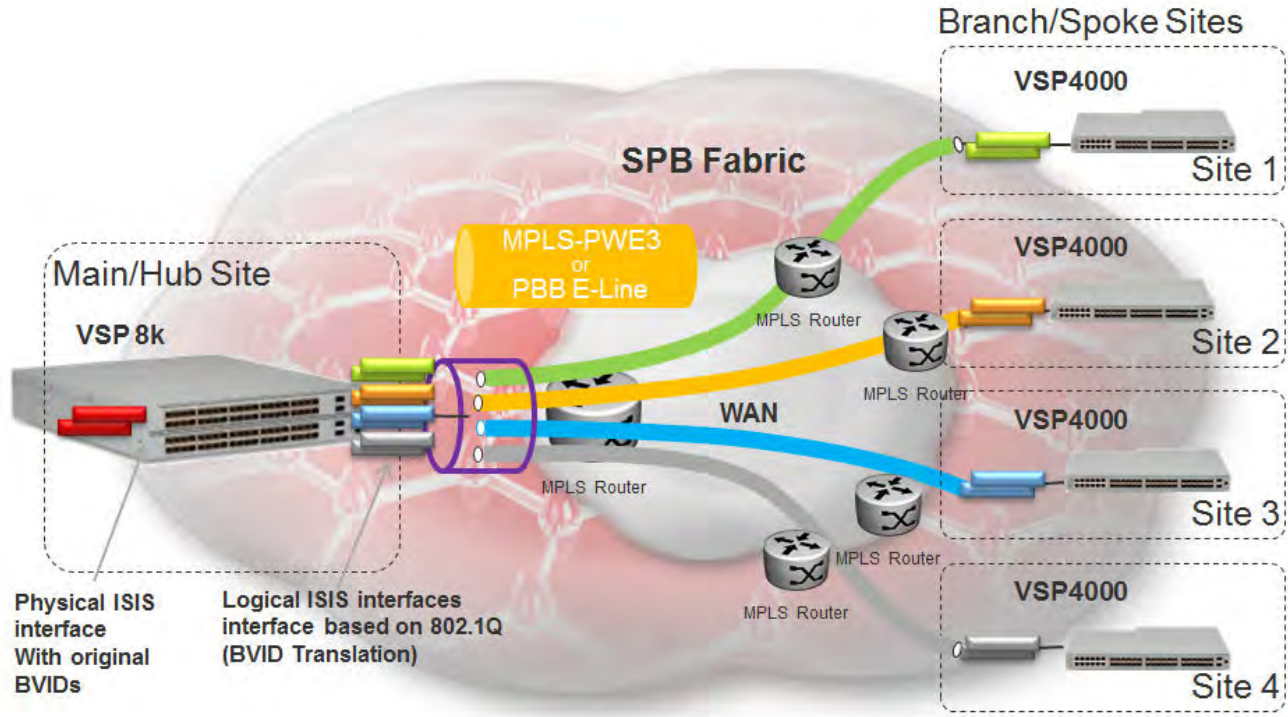 Branch/Spoke Sites
VSP4000
Site 1
SPB Fabric
MPLS-PWE3
or
PBB E-Line
MPLS Router
VSP4000
Site 2
MPLS Router
Main/Hub Site
VSP 8k
WAN
MPLS Router
VSP4000
Site 3
MPLS Router
MPLS Router
VSP4000
Site 4
Physical ISIS
interface
With original
BVIDs
Logical ISIS interfaces
interface based on 802.1Q
(BVID Translation)